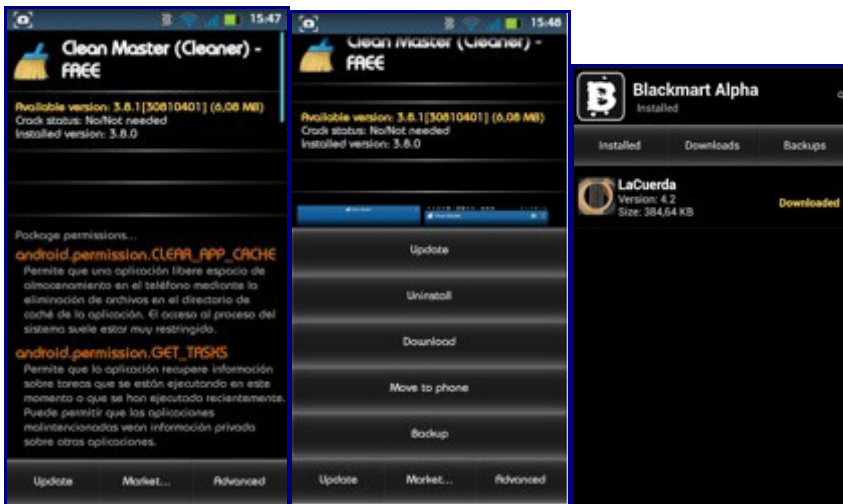 15:47
Clean Master (Cleaner) -
FREE
Available version: 3.8.1[30810401] (6,08 MB)
Crack status: No/Not needed
Installed version: 3.8.0
Package permissions...
android.permission.CLEAR_APP_CACHE
Permite que una aplicación libere espacio de
almacenamiento en el teléfono mediante la
eliminación de archivos en el directorio de
caché de la aplicación. El acceso al proceso del
sistema suele estar muy restringido.
android.permission.GET_TASKS
Permite que la aplicación recupere información
sobre tareas que se están ejecutando en este
momento o que se han ejecutado recientemente.
Puede permitir que las aplicaciones
malintencionadas vean información privada
sobre otras aplicaciones.
Update Market... Advanced
15:48
Clean Master (Cleaner) -
FREE
Available version: 3.8.1[30810401] (6,08 MB)
Crack status: No/Not needed
Installed version: 3.8.0
Update
Uninstall
Download
Move to phone
Backup
Update Market... Advanced
Blackmart Alpha
Installed
Installed Downloads Backups
LaCuerda
Version: 4.2
Size: 384,64 KB
Downloaded